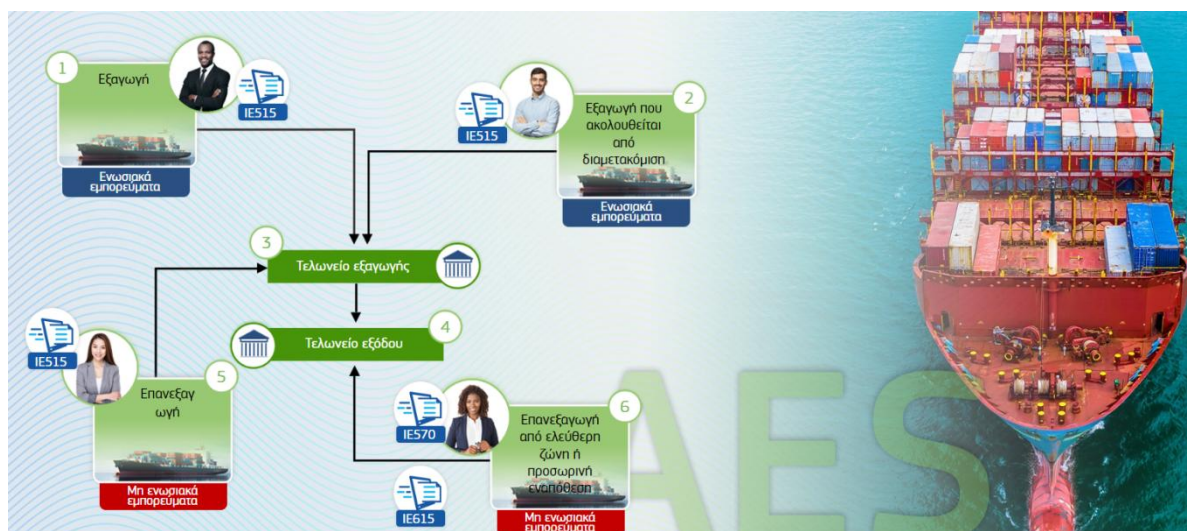 1
Εξαγωγή
IE515
Ενωσιακά
εμπορεύματα
2
Εξαγωγή που
ακολουθείται
από
διαμετακόμιση
IE515
Ενωσιακά
εμπορεύματα
3
Τελωνείο εξαγωγής
4
Τελωνείο εξόδου
5
Επανεξαγ
ωγή
IE515
Μη ενωσιακά
εμπορεύματα
6
Επανεξαγωγή
από ελεύθερη
ζώνη ή
προσωρινή
εναπόθεση
IE570
IE615
Μη ενωσιακά
εμπορεύματα
AES